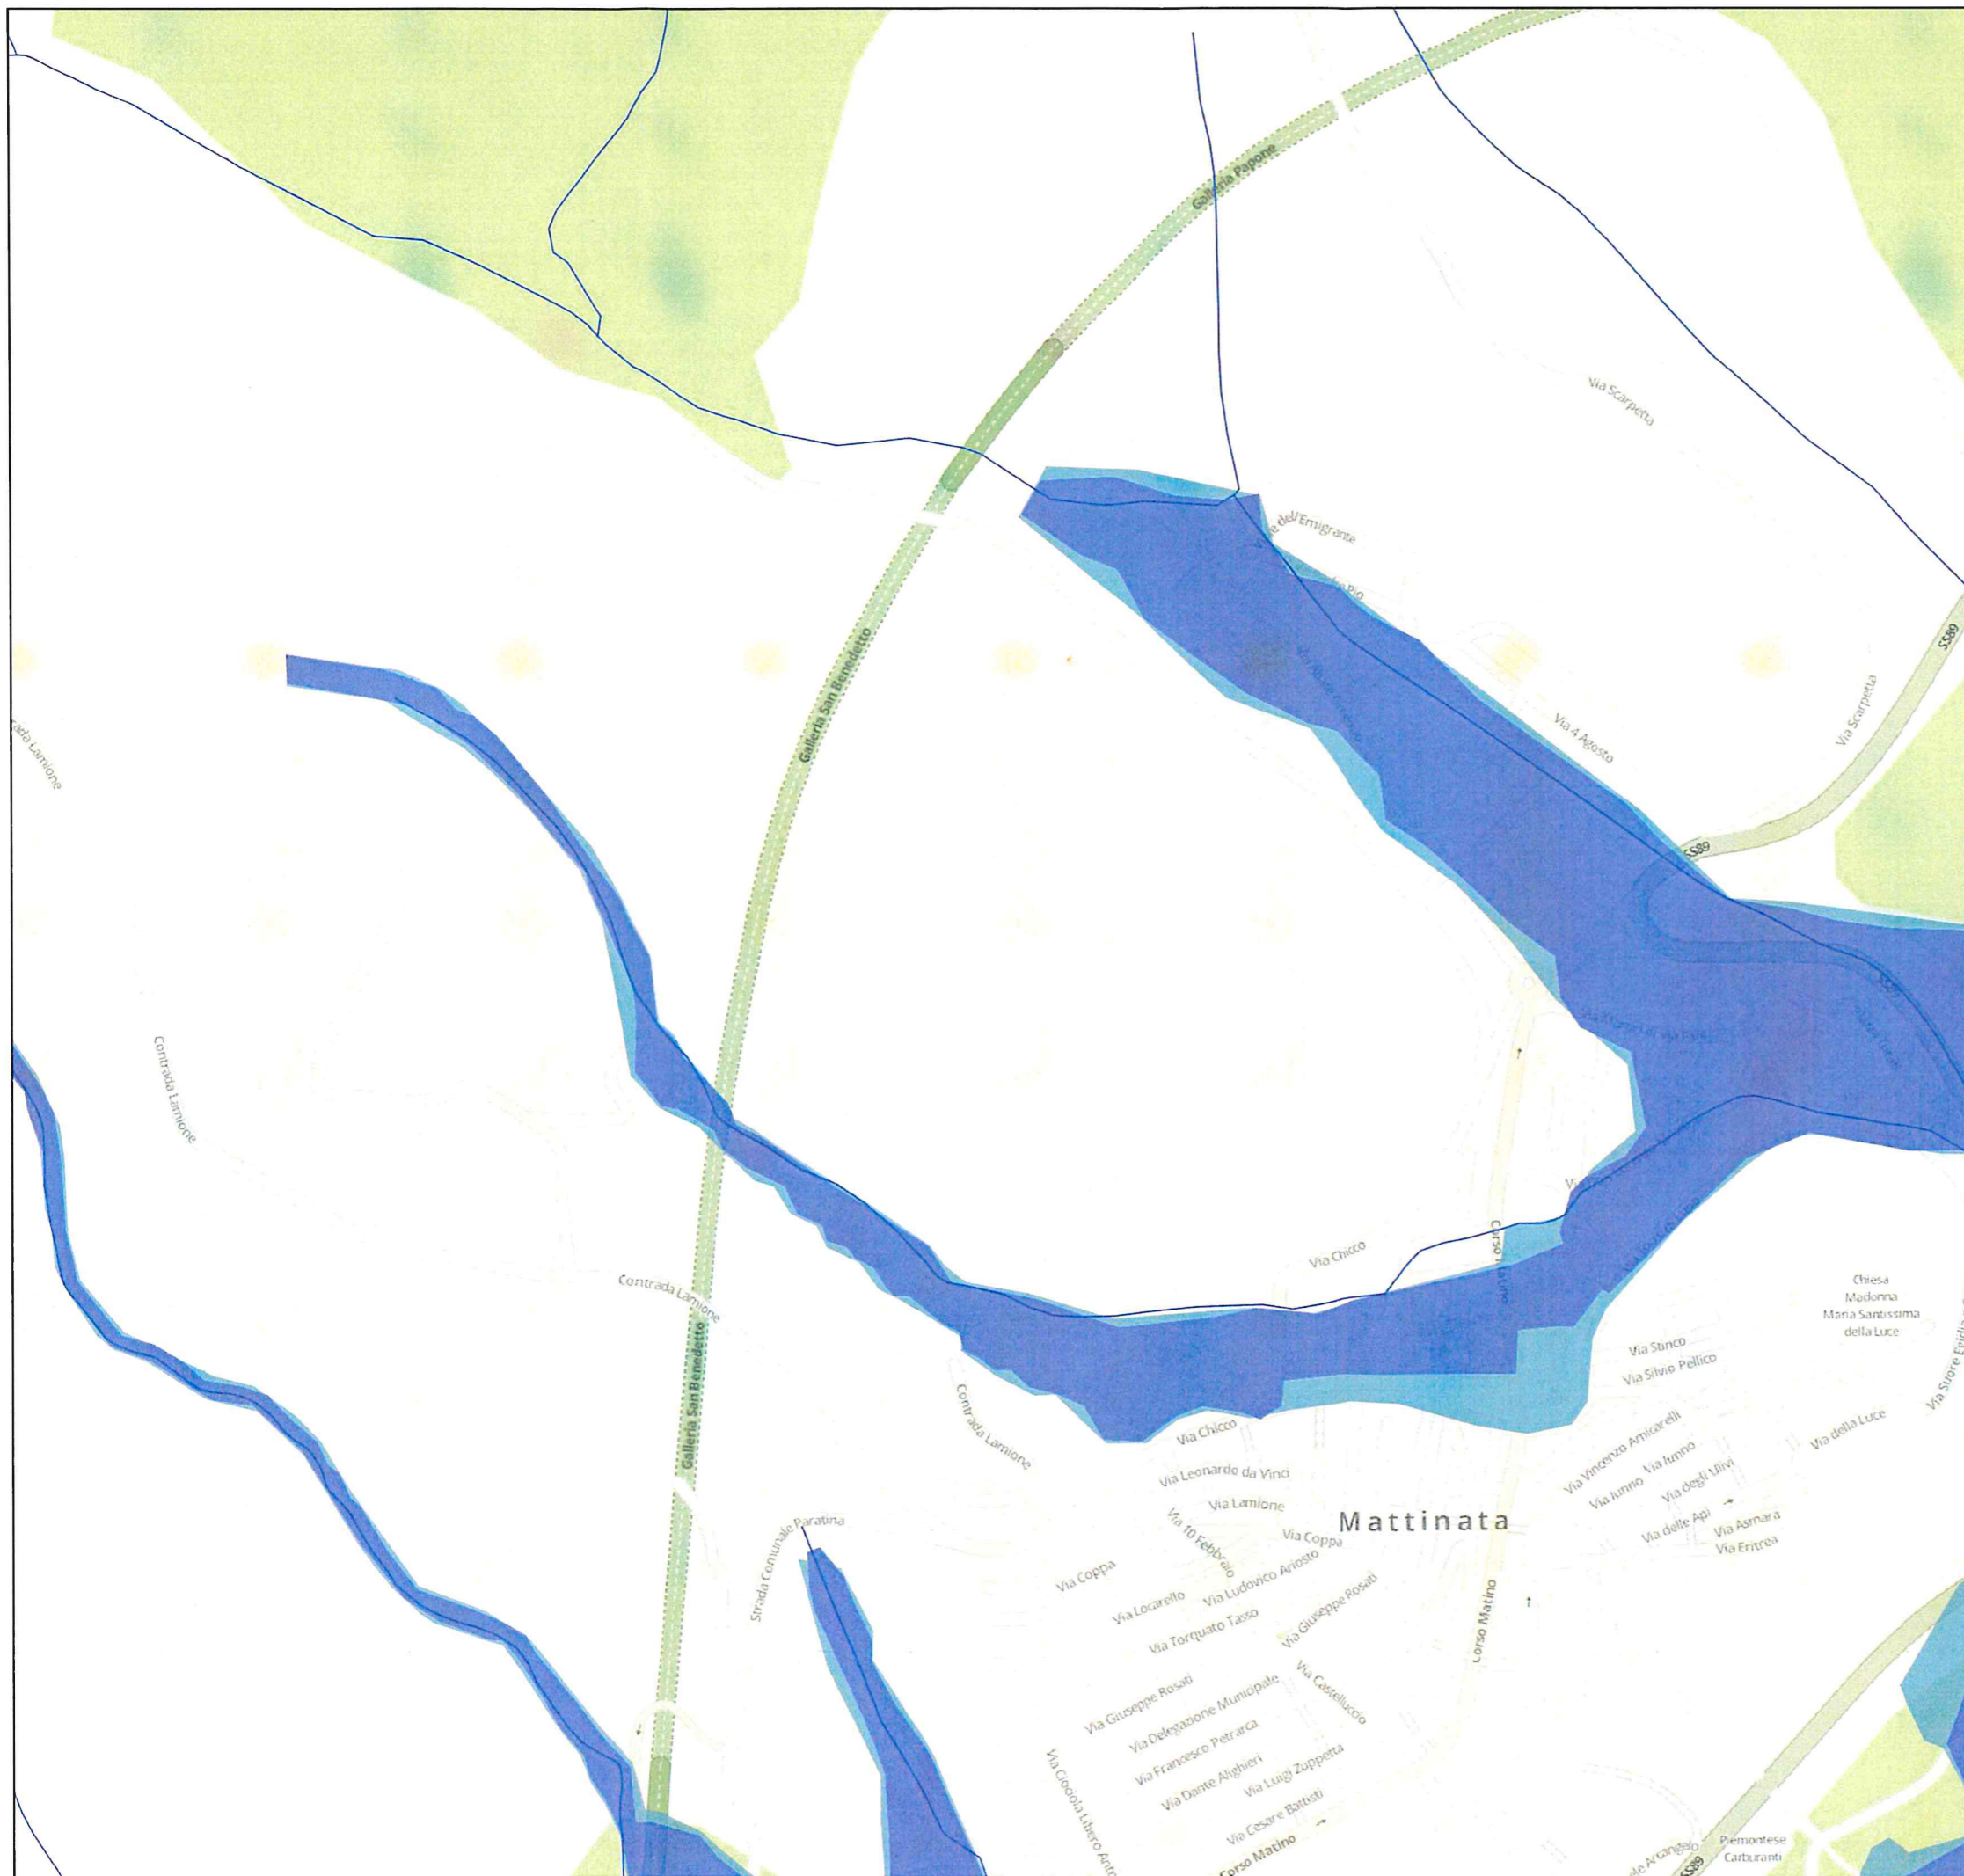 Galleria Papone
Via Scarpetta
dell'Emigrante
Galleria San Benedetto
SS89
Via Scarpetta
Via 4 Agosto
Lamione
SS89
SS89
Contrada Lamione
Via Chicco
Contrada Lamione
Chiesa
Madonna
Maria Santissima
della Luce
Galleria San Benedetto
Via Stinco
Via Silvio Pellico
Contrada Lamione
Via Chicco
Via Vincenzo Amicarelli
Via della Luce
Via Leonardo da Vinci
Via Iunno
Via Iunno
Via degli Ulivi
Via Lamione
Mattinata
Strada Comunale Paratina
Via 10 Febbraio
Via Coppa
Via delle Api
Via Asmara
Via Eritrea
Via Coppa
Via Ludovico Ariosto
Via Locarello
Via Giuseppe Rosati
Via Torquato Tasso
Corso Matino
Via Giuseppe Rosati
Via Castelluccio
Via Delegazione Municipale
Via Francesco Petrarca
Via Dante Alighieri
Via Luigi Zuppetta
Via Cesare Battisti
Via Ciociola Libero
Corso Matino
Arcangelo
Piemontese
Carburanti
SS89